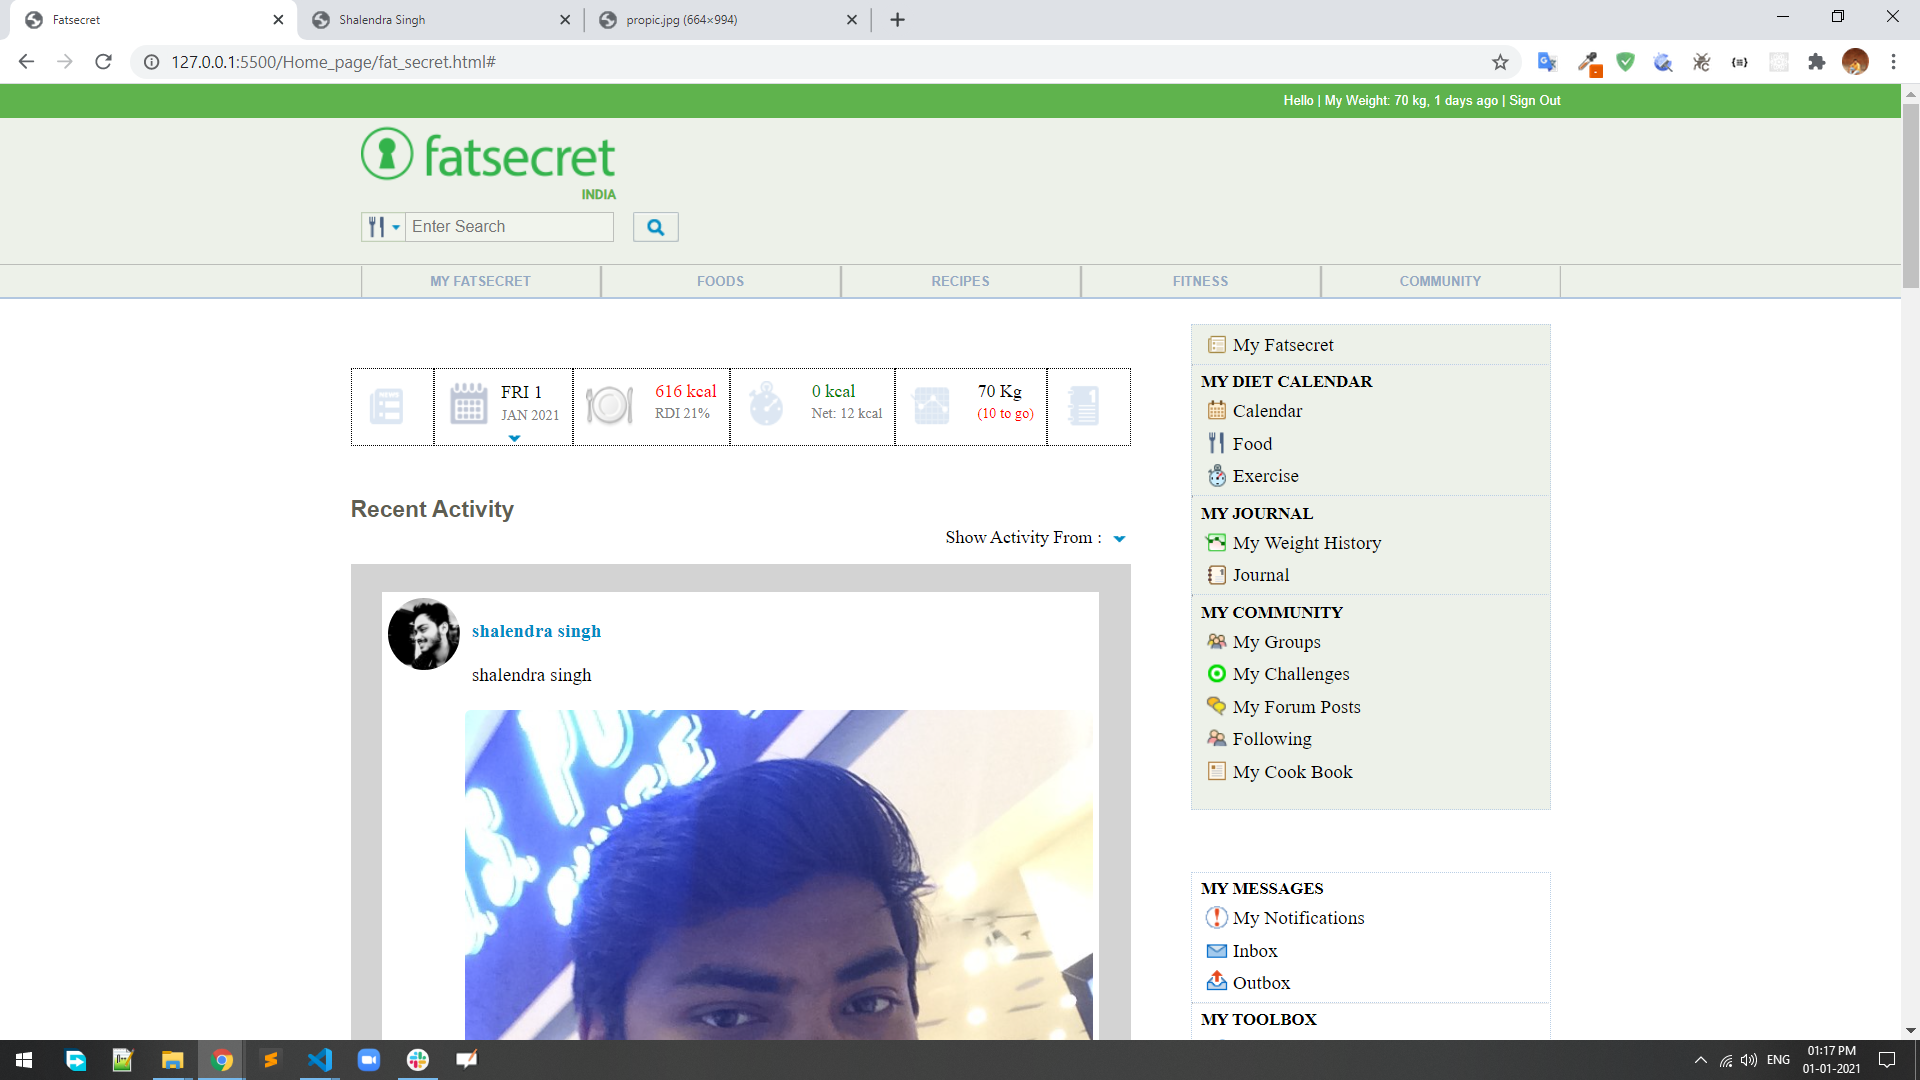 Fatsecret
Shalendra Singh
propic.jpg (664×994)
127.0.0.1:5500/Home_page/fat_secret.html#
Hello | My Weight: 70 kg, 1 days ago | Sign Out
fatsecret
INDIA
Enter Search
MY FATSECRET
FOODS
RECIPES
FITNESS
COMMUNITY
NEWS
FRI 1
JAN 2021
616 kcal
RDI 21%
0 kcal
Net: 12 kcal
70 Kg
(10 to go)
1
Recent Activity
Show Activity From :
shalendra singh
shalendra singh
My Fatsecret
MY DIET CALENDAR
Calendar
Food
Exercise
MY JOURNAL
My Weight History
Journal
MY COMMUNITY
My Groups
My Challenges
My Forum Posts
Following
My Cook Book
MY MESSAGES
My Notifications
Inbox
Outbox
MY TOOLBOX
ENG
01:17 PM
01-01-2021